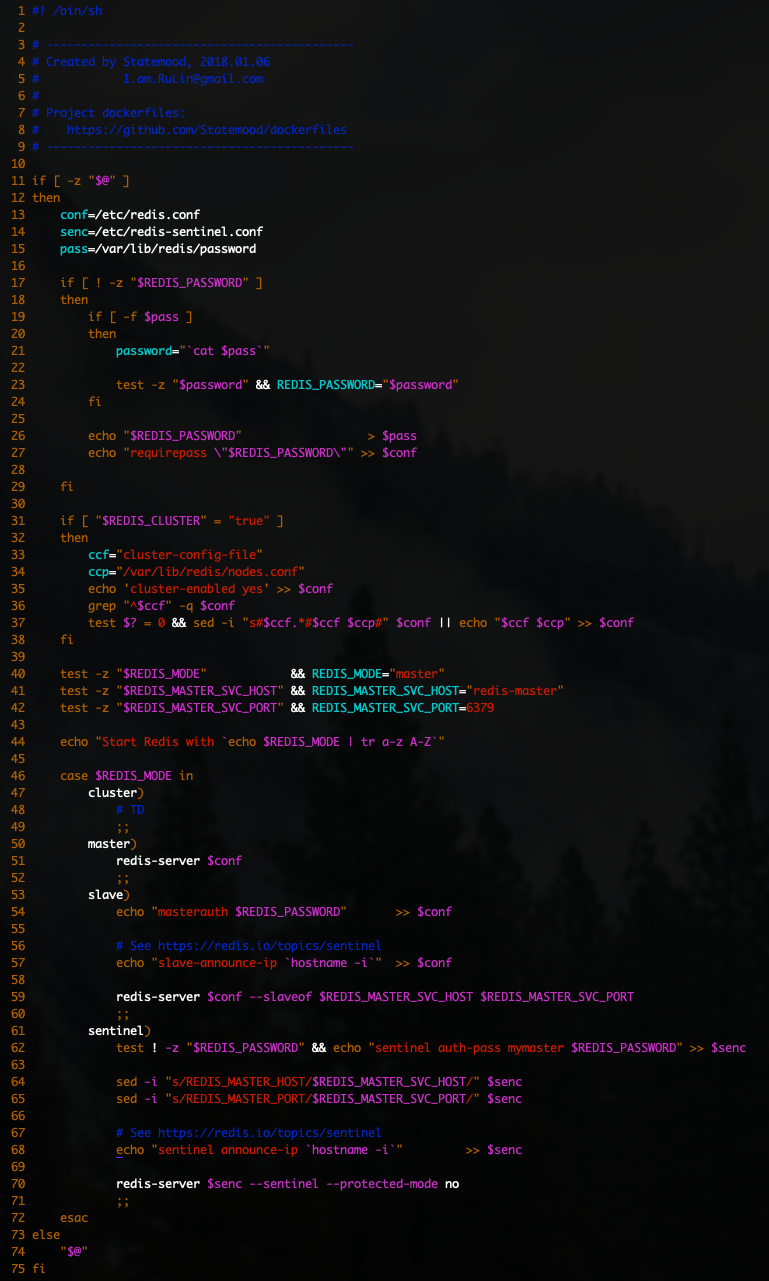 1 #! /bin/sh
2
3 # --------------------------------------------
4 # Created by Statemood, 2018.01.06
5 #            I.am.RuLin@gmail.com
6 #
7 # Project dockerfiles:
8 #    https://github.com/Statemood/dockerfiles
9 # --------------------------------------------
10
11 if [ -z "$@" ]
12 then
13     conf=/etc/redis.conf
14     senc=/etc/redis-sentinel.conf
15     pass=/var/lib/redis/password
16
17     if [ ! -z "$REDIS_PASSWORD" ]
18     then
19         if [ -f $pass ]
20         then
21             password="`cat $pass`"
22
23             test -z "$password" && REDIS_PASSWORD="$password"
24         fi
25
26         echo "$REDIS_PASSWORD"                  > $pass
27         echo "requirepass \"$REDIS_PASSWORD\"" >> $conf
28
29     fi
30
31     if [ "$REDIS_CLUSTER" = "true" ]
32     then
33         ccf="cluster-config-file"
34         ccp="/var/lib/redis/nodes.conf"
35         echo 'cluster-enabled yes' >> $conf
36         grep "^$ccf" -q $conf
37         test $? = 0 && sed -i "s#$ccf.*#$ccf $ccp#" $conf || echo "$ccf $ccp" >> $conf
38     fi
39
40     test -z "$REDIS_MODE"            && REDIS_MODE="master"
41     test -z "$REDIS_MASTER_SVC_HOST" && REDIS_MASTER_SVC_HOST="redis-master"
42     test -z "$REDIS_MASTER_SVC_PORT" && REDIS_MASTER_SVC_PORT=6379
43
44     echo "Start Redis with `echo $REDIS_MODE | tr a-z A-Z`"
45
46     case $REDIS_MODE in
47         cluster)
48             # TD
49             ;;
50         master)
51             redis-server $conf
52             ;;
53         slave)
54             echo "masterauth $REDIS_PASSWORD"       >> $conf
55
56             # See https://redis.io/topics/sentinel
57             echo "slave-announce-ip `hostname -i`"  >> $conf
58
59             redis-server $conf --slaveof $REDIS_MASTER_SVC_HOST $REDIS_MASTER_SVC_PORT
60             ;;
61         sentinel)
62             test ! -z "$REDIS_PASSWORD" && echo "sentinel auth-pass mymaster $REDIS_PASSWORD" >> $senc
63
64             sed -i "s/REDIS_MASTER_HOST/$REDIS_MASTER_SVC_HOST/" $senc
65             sed -i "s/REDIS_MASTER_PORT/$REDIS_MASTER_SVC_PORT/" $senc
66
67             # See https://redis.io/topics/sentinel
68             echo "sentinel announce-ip `hostname -i`"         >> $senc
69
70             redis-server $senc --sentinel --protected-mode no
71             ;;
72     esac
73 else
74     "$@"
75 fi